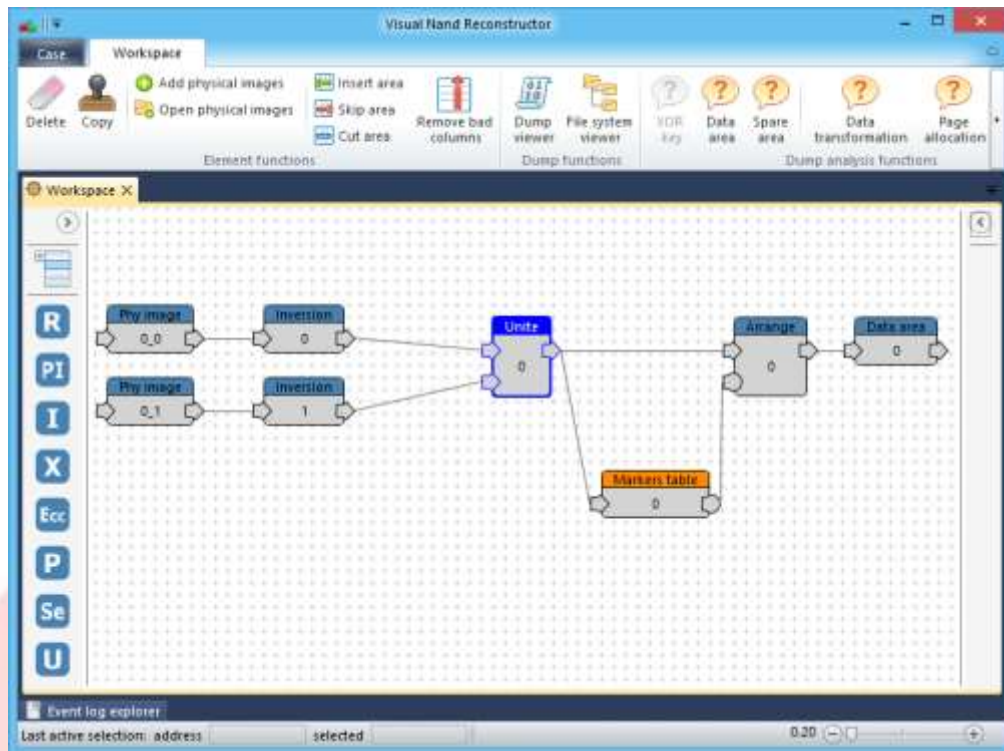 Visual Nand Reconstructor
Case Workspace
Delete
Copy
Add physical images
Open physical images
Insert area
Skip area
Cut area
Remove bad columns
Element functions
Dump viewer
File system viewer
Dump functions
XOR key
Data area
Spare area
Data transformation
Page allocation
Dump analysis functions
Workspace X
R
PI
I
X
Ecc
P
Se
U
Phy image
0_0
Inversion
0
Phy image
0_1
Inversion
1
Unite
0
Arrange
0
Data area
0
Markers table
0
Event log explorer
Last active selection: address selected 0.20